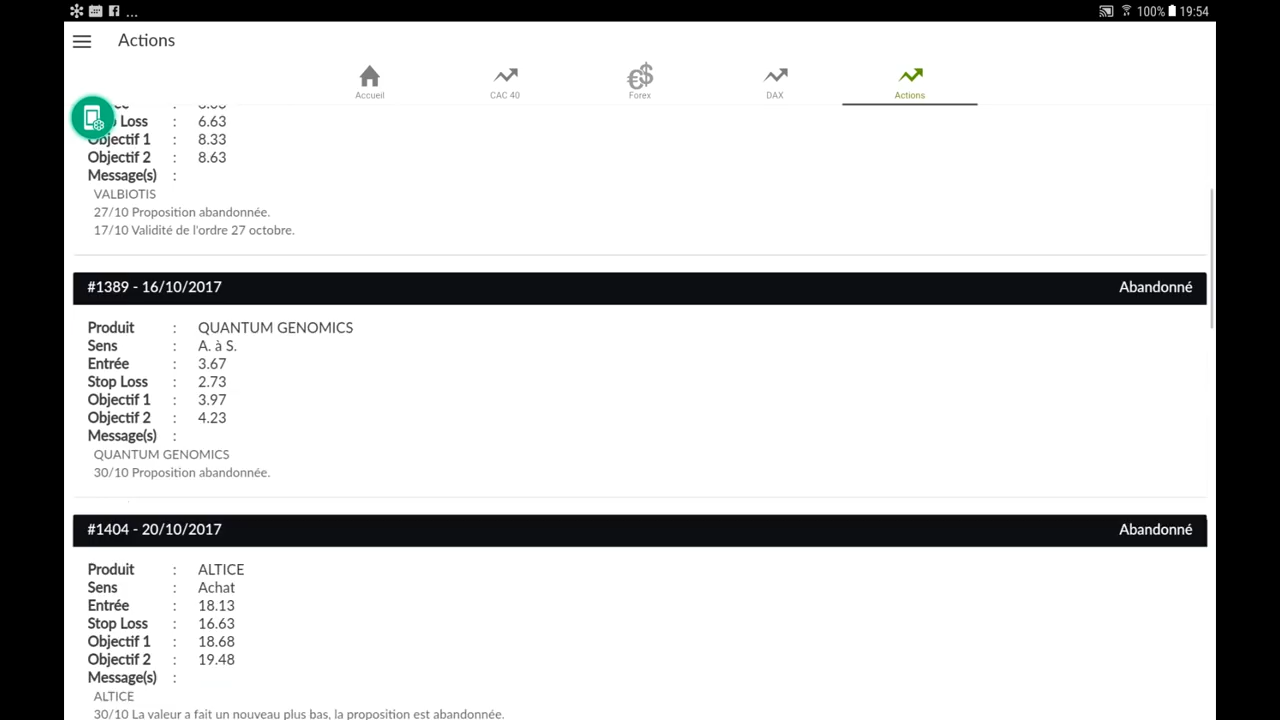 ... 100% 19:54
Actions
Accueil CAC 40 Forex DAX Actions
Loss : 6.63
Objectif 1 : 8.33
Objectif 2 : 8.63
Message(s) :
VALBIOTIS
27/10 Proposition abandonnée.
17/10 Validité de l'ordre 27 octobre.
#1389 - 16/10/2017 Abandonné
Produit : QUANTUM GENOMICS
Sens : A. à S.
Entrée : 3.67
Stop Loss : 2.73
Objectif 1 : 3.97
Objectif 2 : 4.23
Message(s) :
QUANTUM GENOMICS
30/10 Proposition abandonnée.
#1404 - 20/10/2017 Abandonné
Produit : ALTICE
Sens : Achat
Entrée : 18.13
Stop Loss : 16.63
Objectif 1 : 18.68
Objectif 2 : 19.48
Message(s) :
ALTICE
30/10 La valeur a fait un nouveau plus bas, la proposition est abandonnée.